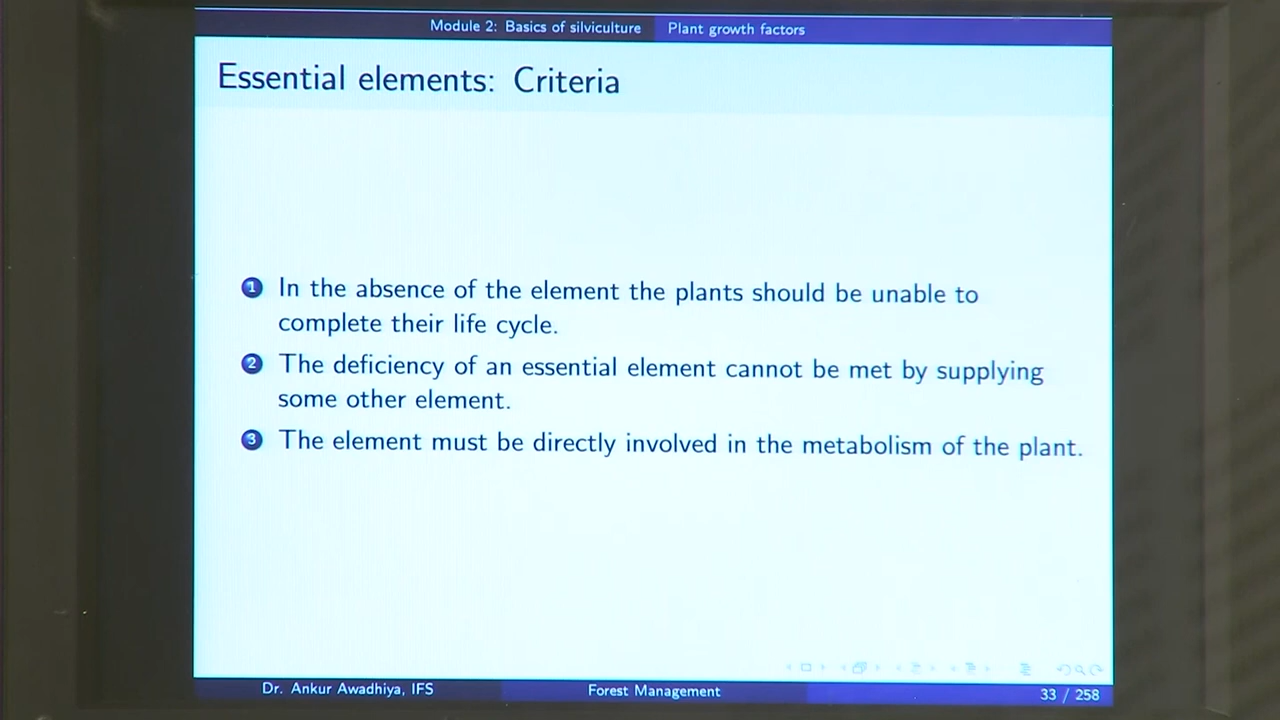 Module 2: Basics of silviculture Plant growth factors
Essential elements: Criteria
1 In the absence of the element the plants should be unable to
complete their life cycle.
2 The deficiency of an essential element cannot be met by supplying
some other element.
3 The element must be directly involved in the metabolism of the plant.
Dr. Ankur Awadhiya, IFS Forest Management 33 / 258